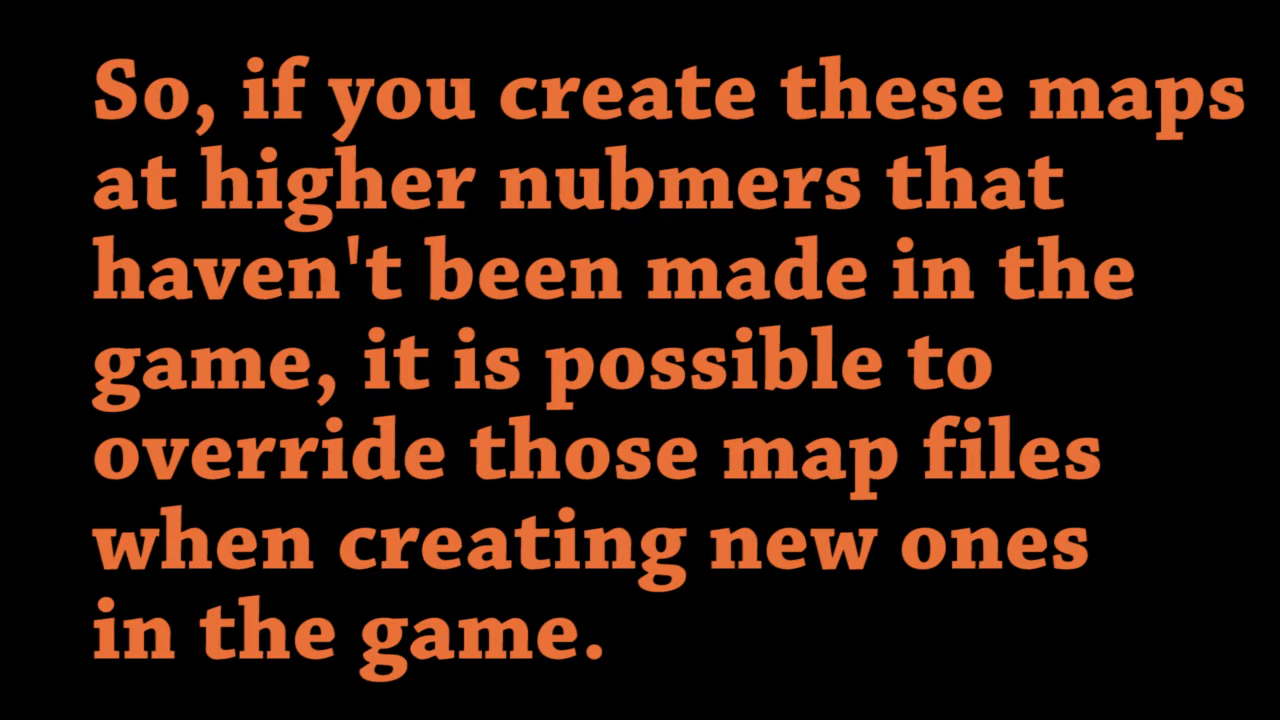 So, if you create these maps
at higher nubmers that
haven't been made in the
game, it is possible to
override those map files
when creating new ones
in the game.